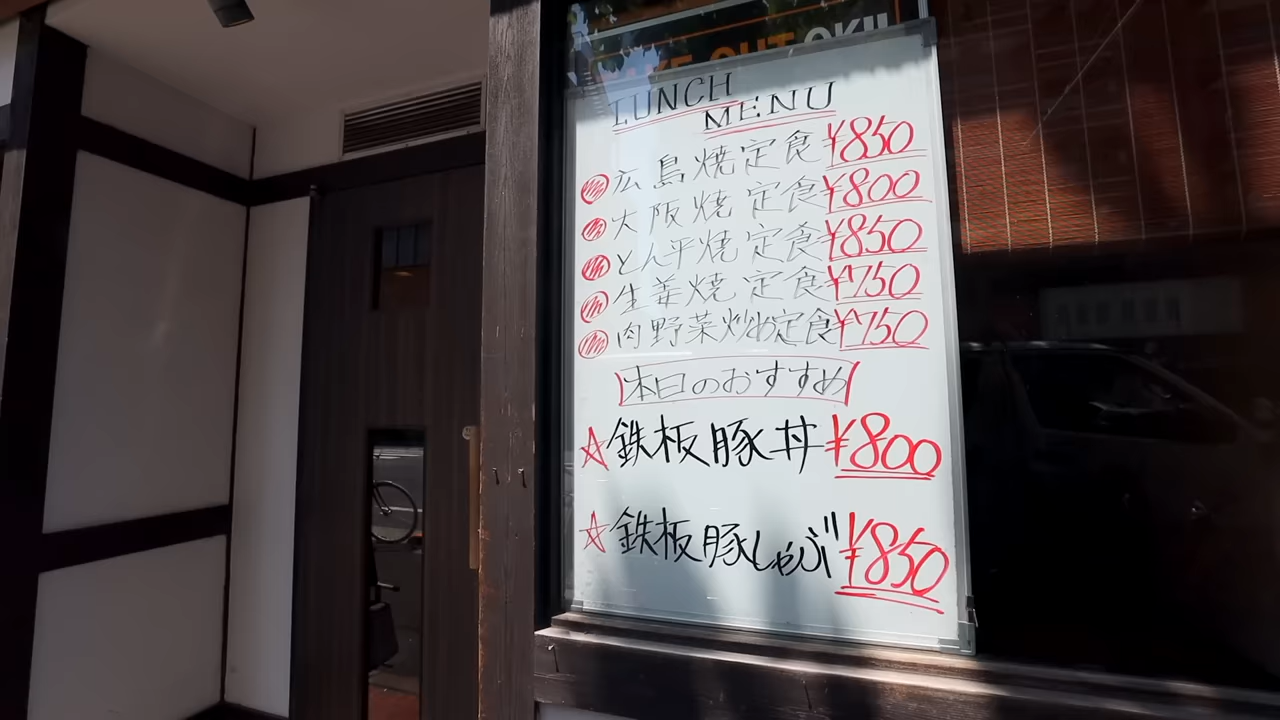 LUNCH
MENU
広島焼定食 ¥850
大阪焼定食 ¥800
とん平焼定食 ¥850
生姜焼定食 ¥750
肉野菜炒め定食 ¥750
本日のおすすめ
☆鉄板豚丼 ¥800
☆鉄板豚しゃぶ ¥850